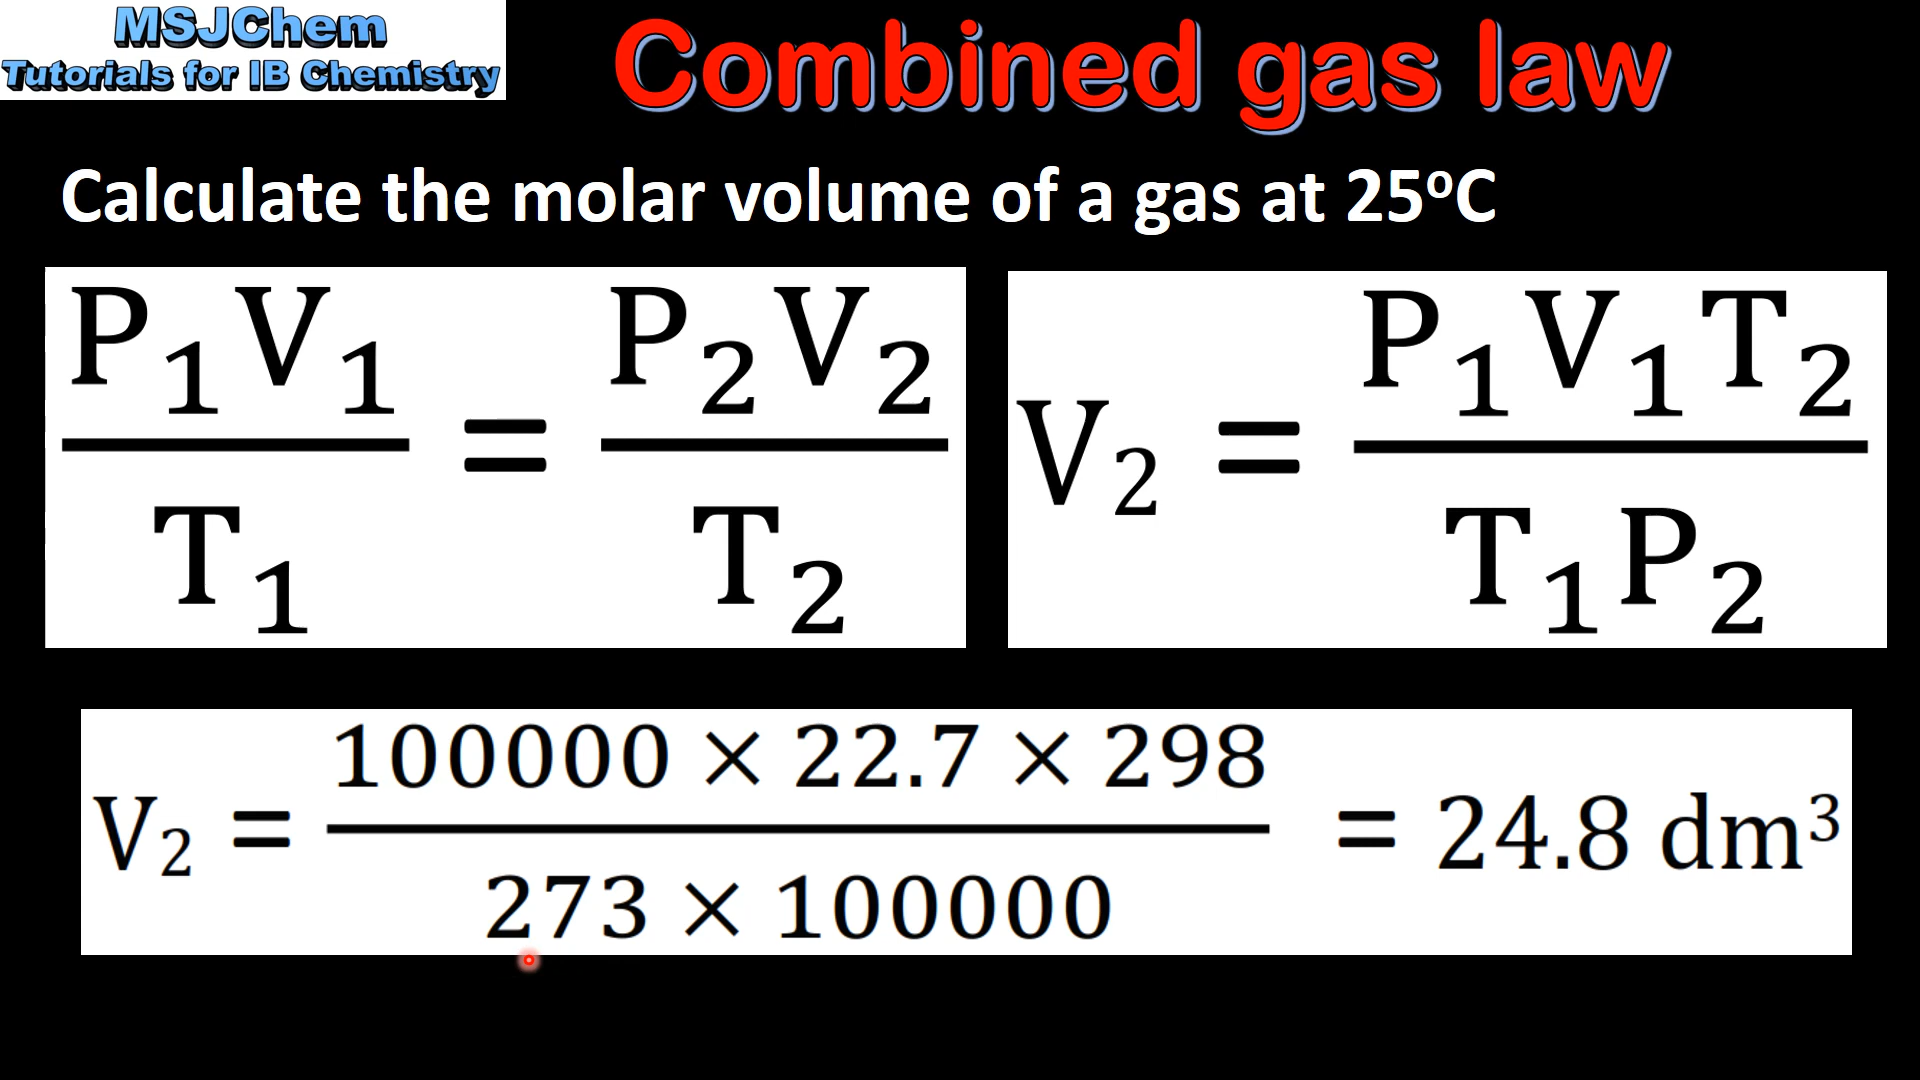 MSJChem
Tutorials for IB Chemistry
Combined gas law
Calculate the molar volume of a gas at 25ºC
P₁V₁/T₁ = P₂V₂/T₂
V₂ = P₁V₁T₂/T₁P₂
V₂ = 100000 × 22.7 × 298/273 × 100000 = 24.8 dm³